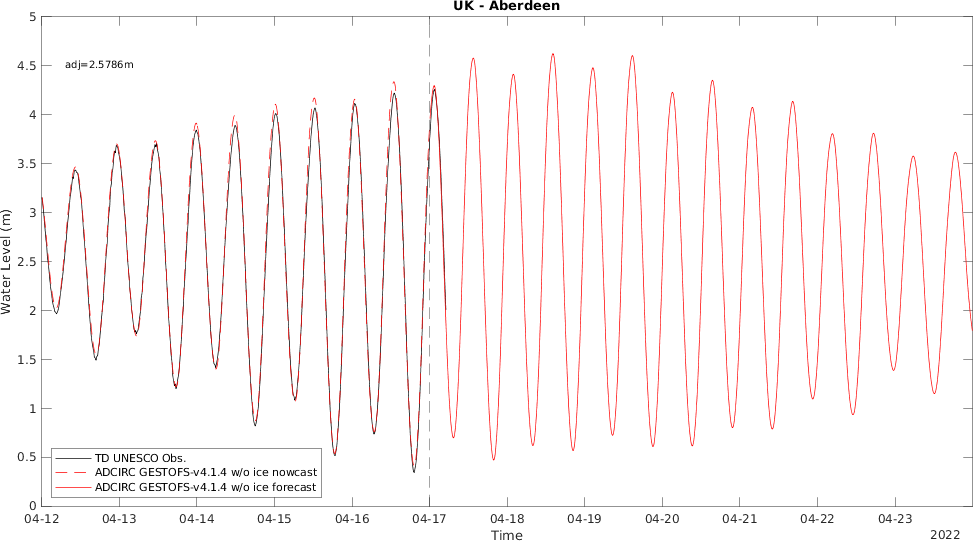 UK - Aberdeen
5
4.5
4
3.5
3
2.5
2
1.5
1
0.5
0
Water Level (m)
adj=2.5786m
TD UNESCO Obs.
ADCIRC GESTOFS-v4.1.4 w/o ice nowcast
ADCIRC GESTOFS-v4.1.4 w/o ice forecast
04-12 04-13 04-14 04-15 04-16 04-17 04-18 04-19 04-20 04-21 04-22 04-23
Time
2022